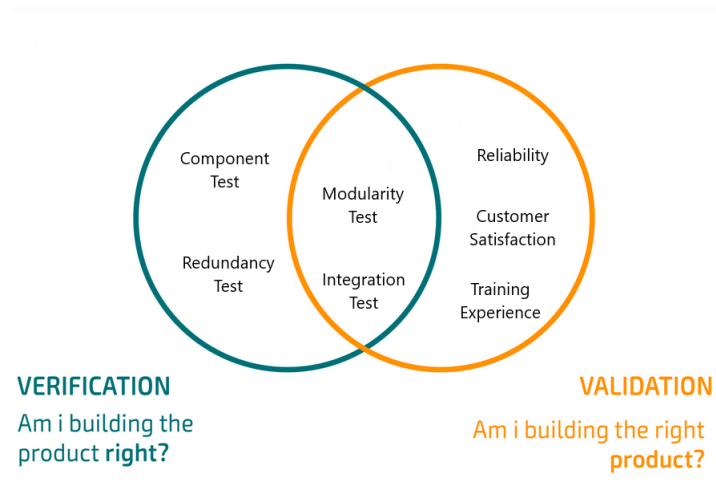 Component
Test
Redundancy
Test
Modularity
Test
Integration
Test
Reliability
Customer
Satisfaction
Training
Experience
VERIFICATION
Am i building the
product right?
VALIDATION
Am i building the right
product?